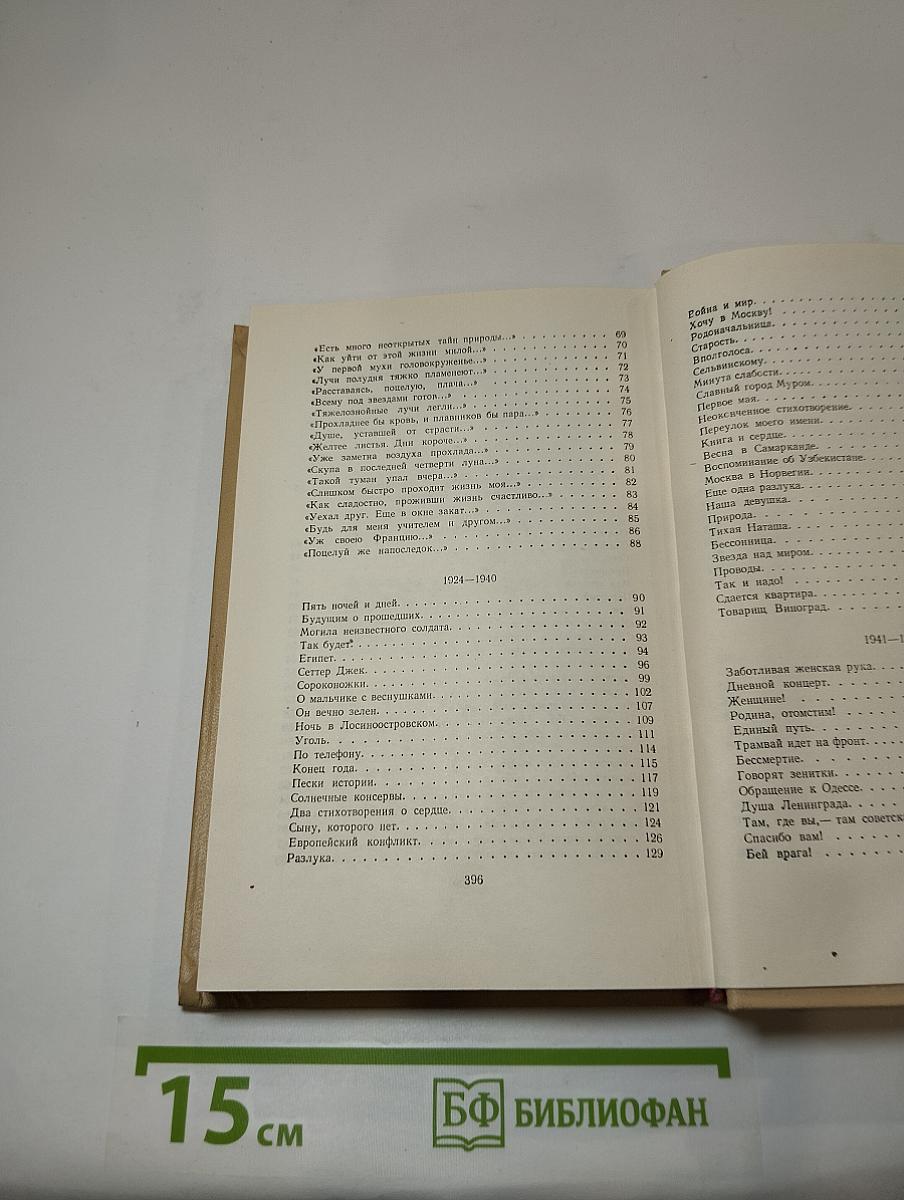 «Есть много неоткрытых тайн природы...» . . . . . . . . . 69
«Как уйти от этой жизни милой...» . . . . . . . . . . . 70
«У первой мухи головокруженье...» . . . . . . . . . . . 71
«Лучи полудня тяжко пламенеют...» . . . . . . . . . . . 72
«Расставаясь, поцелую, плача...» . . . . . . . . . . . . 73
«Всему под звездами готов...» . . . . . . . . . . . . . 74
«Тяжелознойные лучи легли...» . . . . . . . . . . . . . 75
«Прохладнее бы кровь, и плавников бы пара...» . . . . . . 76
«Душе, уставшей от страсти...» . . . . . . . . . . . . . 77
«Желтее листья. Дни короче...» . . . . . . . . . . . . . 78
«Уже заметна воздуха прохлада...» . . . . . . . . . . . 79
«Скупа в последней четверти луна...» . . . . . . . . . . 80
«Такой туман упал вчера...» . . . . . . . . . . . . . . 81
«Слишком быстро проходит жизнь моя...» . . . . . . . . . 82
«Как сладостно, проживши жизнь счастливо...» . . . . . . 83
«Уехал друг. Еще в окне закат...» . . . . . . . . . . . 84
«Будь для меня учителем и другом...» . . . . . . . . . . 85
«Уж своею Францию...» . . . . . . . . . . . . . . . . . 86
«Поцелуй же напоследок...» . . . . . . . . . . . . . . . 88
1924—1940
Пять ночей и дней. . . . . . . . . . . . . . . . . . . 90
Будущим о прошедших. . . . . . . . . . . . . . . . . . 91
Могила неизвестного солдата. . . . . . . . . . . . . . 92
Так будет! . . . . . . . . . . . . . . . . . . . . . . 93
Египет. . . . . . . . . . . . . . . . . . . . . . . . 94
Сеттер Джек. . . . . . . . . . . . . . . . . . . . . . 96
Сороконожки. . . . . . . . . . . . . . . . . . . . . . 99
О мальчике с веснушками. . . . . . . . . . . . . . . . 102
Он вечно зелен. . . . . . . . . . . . . . . . . . . . 107
Ночь в Лосиноостровском. . . . . . . . . . . . . . . . 109
Уголь. . . . . . . . . . . . . . . . . . . . . . . . . 111
По телефону. . . . . . . . . . . . . . . . . . . . . . 114
Конец года. . . . . . . . . . . . . . . . . . . . . . 115
Пески истории. . . . . . . . . . . . . . . . . . . . . 117
Солнечные консервы. . . . . . . . . . . . . . . . . . 119
Два стихотворения о сердце. . . . . . . . . . . . . . . 121
Сыну, которого нет. . . . . . . . . . . . . . . . . . 124
Европейский конфликт. . . . . . . . . . . . . . . . . 126
Разлука. . . . . . . . . . . . . . . . . . . . . . . . 129
396
Война и мир. . . . . . . . . .
Хочу в Москву! . . . . . . . .
Родоначальница. . . . . . . .
Старость. . . . . . . . . . .
Вполголоса. . . . . . . . . .
Сельвинскому. . . . . . . . .
Минута слабости. . . . . . . .
Славный город Муром. . . . . .
Первое мая. . . . . . . . . .
Неоконченное стихотворение. . .
Переулок моего имени. . . . . .
Книга и сердце. . . . . . . .
Весна в Самарканде. . . . . .
Воспоминание об Узбекистане. . .
Москва в Норвегии. . . . . . .
Еще одна разлука. . . . . . .
Наша девушка. . . . . . . . .
Природа. . . . . . . . . . . .
Тихая Наташа. . . . . . . . .
Бессонница. . . . . . . . . .
Звезда над миром. . . . . . .
Проводы. . . . . . . . . . . .
Так и надо! . . . . . . . . .
Сдается квартира. . . . . . .
Товарищ Виноград. . . . . . .
1941—1
Заботливая женская рука. . . .
Дневной концерт. . . . . . . .
Женщине! . . . . . . . . . . .
Родина, отомстим! . . . . . .
Единый путь. . . . . . . . . .
Трамвай идет на фронт. . . . .
Бессмертие. . . . . . . . . .
Говорят зенитки. . . . . . . .
Обращение к Одессе. . . . . . .
Душа Ленинграда. . . . . . . .
Там, где вы,— там советск
Спасибо вам! . . . . . . . . .
Бей врага! . . . . . . . . . .
15 см
БФ БИБЛИОФАН